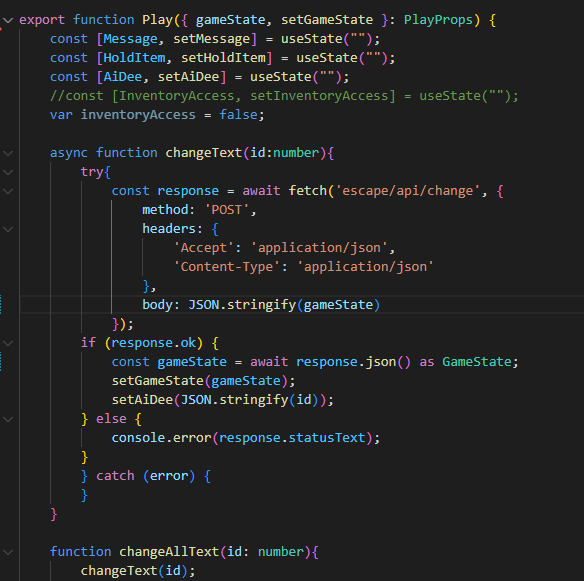 export function Play({ gameState, setGameState }: PlayProps) {
    const [Message, setMessage] = useState("");
    const [HoldItem, setHoldItem] = useState("");
    const [AiDee, setAiDee] = useState("");
    //const [InventoryAccess, setInventoryAccess] = useState("");
    var inventoryAccess = false;

    async function changeText(id:number){
        try{
            const response = await fetch('escape/api/change', {
                method: 'POST',
                headers: {
                    'Accept': 'application/json',
                    'Content-Type': 'application/json'
                },
                body: JSON.stringify(gameState)
            });
        if (response.ok) {
            const gameState = await response.json() as GameState;
            setGameState(gameState);
            setAiDee(JSON.stringify(id));
        } else {
            console.error(response.statusText);
        }
        } catch (error) {
        }
    }

    function changeAllText(id: number){
        changeText(id);